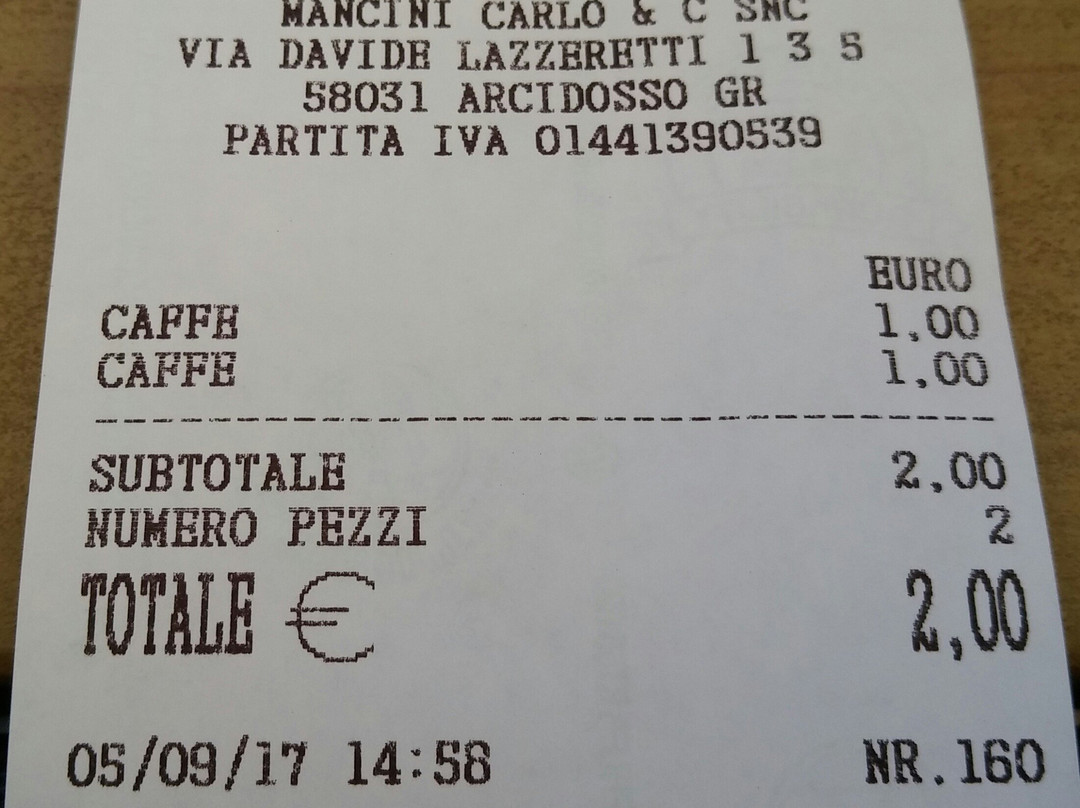 MANCINI CARLO & C SNC
VIA DAVIDE LAZZERETTI 1 3 5
58031 ARCIDOSSO GR
PARTITA IVA 01441390539
EURO
CAFFE 1,00
CAFFE 1,00
SUBTOTALE 2,00
NUMERO PEZZI 2
TOTALE € 2,00
05/09/17 14:58 NR.160